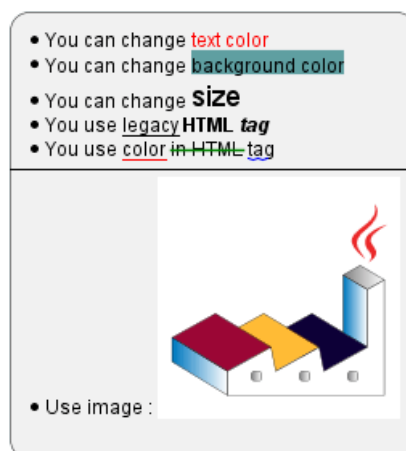 • You can change text color
• You can change background color
• You can change size
• You use legacy HTML tag
• You use color in HTML tag
• Use image :